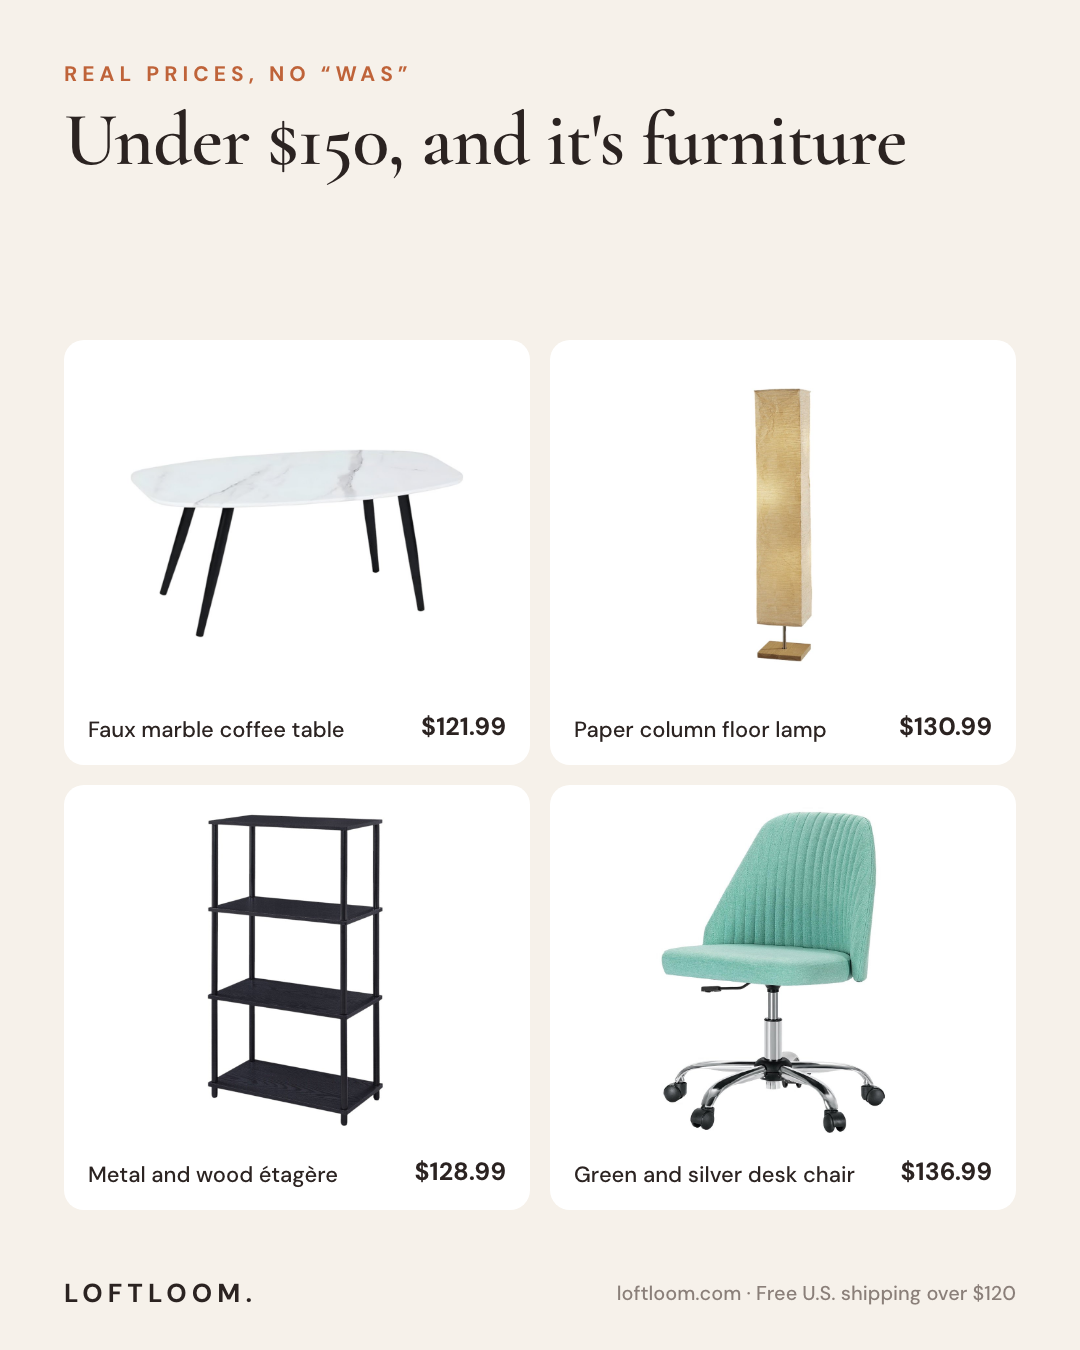 REAL PRICES, NO “WAS”
Under $150, and it's furniture
Faux marble coffee table $121.99
Paper column floor lamp $130.99
Metal and wood étagère $128.99
Green and silver desk chair $136.99
LOFTLOOM.
loftloom.com · Free U.S. shipping over $120